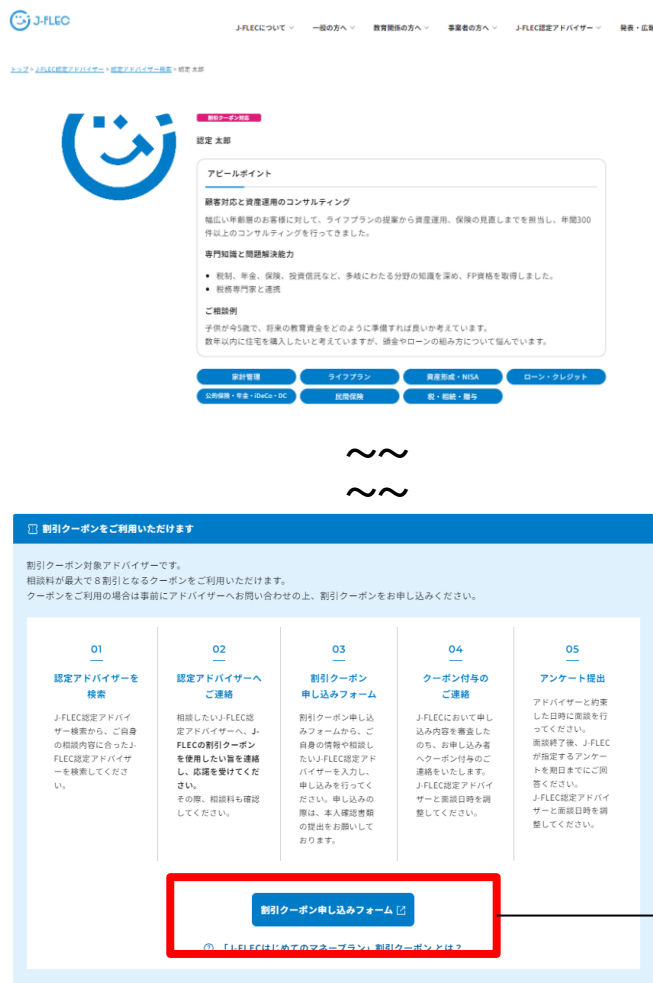 J-FLEC
J-FLECについて 一般の方へ 教育関係の方へ 事業者の方へ J-FLEC認定アドバイザー 発表・広報
トップ > J-FLEC認定アドバイザー > 認定アドバイザー検索 > 認定 太郎
割引クーポン対応
認定 太郎
アピールポイント
顧客対応と資産運用のコンサルティング
幅広い年齢層のお客様に対して、ライフプランの提案から資産運用、保険の見直しまでを担当し、年間300
件以上のコンサルティングを行ってきました。
専門知識と問題解決能力
• 税制、年金、保険、投資信託など、多岐にわたる分野の知識を深め、FP資格を取得しました。
• 税務専門家と連携
ご相談例
子供が今5歳で、将来の教育資金をどのように準備すれば良いか考えています。
数年以内に住宅を購入したいと考えていますが、頭金やローンの組み方について悩んでいます。
家計管理 ライフプラン 資産形成・NISA ローン・クレジット
公的保険・年金・iDeCo・DC 民間保険 税・相続・贈与
~~
~~
割引クーポンをご利用いただけます
割引クーポン対象アドバイザーです。
相談料が最大で8割引となるクーポンをご利用いただけます。
クーポンをご利用の場合は事前にアドバイザーへお問い合わせの上、割引クーポンをお申し込みください。
01
認定アドバイザーを
検索
J-FLEC認定アドバイ
ザー検索から、ご自身
の相談内容に合ったJ-
FLEC認定アドバイザ
ーを検索してくださ
い。
02
認定アドバイザーへ
ご連絡
相談したいJ-FLEC認
定アドバイザーへ、J-
FLECの割引クーポン
を使用したい旨を連絡
し、応諾を受けてくだ
さい。
その際、相談料も確認
してください。
03
割引クーポン
申し込みフォーム
割引クーポン申し込
みフォームから、ご
自身の情報や相談し
たいJ-FLEC認定アド
バイザーを入力し、
申し込みを行ってく
ださい。申し込みの
際は、本人確認書類
の提出をお願いして
おります。
04
クーポン付与の
ご連絡
J-FLECにおいて申し
込み内容を審査した
のち、お申し込み者
へクーポン付与のご
連絡をいたします。
J-FLEC認定アドバイ
ザーと面談日時を調
整してください。
05
アンケート提出
アドバイザーと約束
した日時に面談を行
ってください。
面談終了後、J-FLEC
が指定するアンケー
トを期日までにご回
答ください。
J-FLEC認定アドバイ
ザーと面談日時を調
整してください。
割引クーポン申し込みフォーム
「J-FLECはじめてのマネープラン」割引クーポン とは?